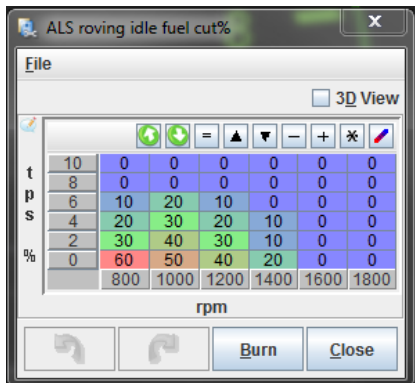 ALS roving idle fuel cut%
x
File
3D View
= - + *
10 0 0 0 0 0 0
8 0 0 0 0 0 0
6 10 20 10 0 0 0
4 20 30 20 10 0 0
2 30 40 30 10 0 0
0 60 50 40 20 0 0
800 1000 1200 1400 1600 1800
tps %
rpm
Burn Close